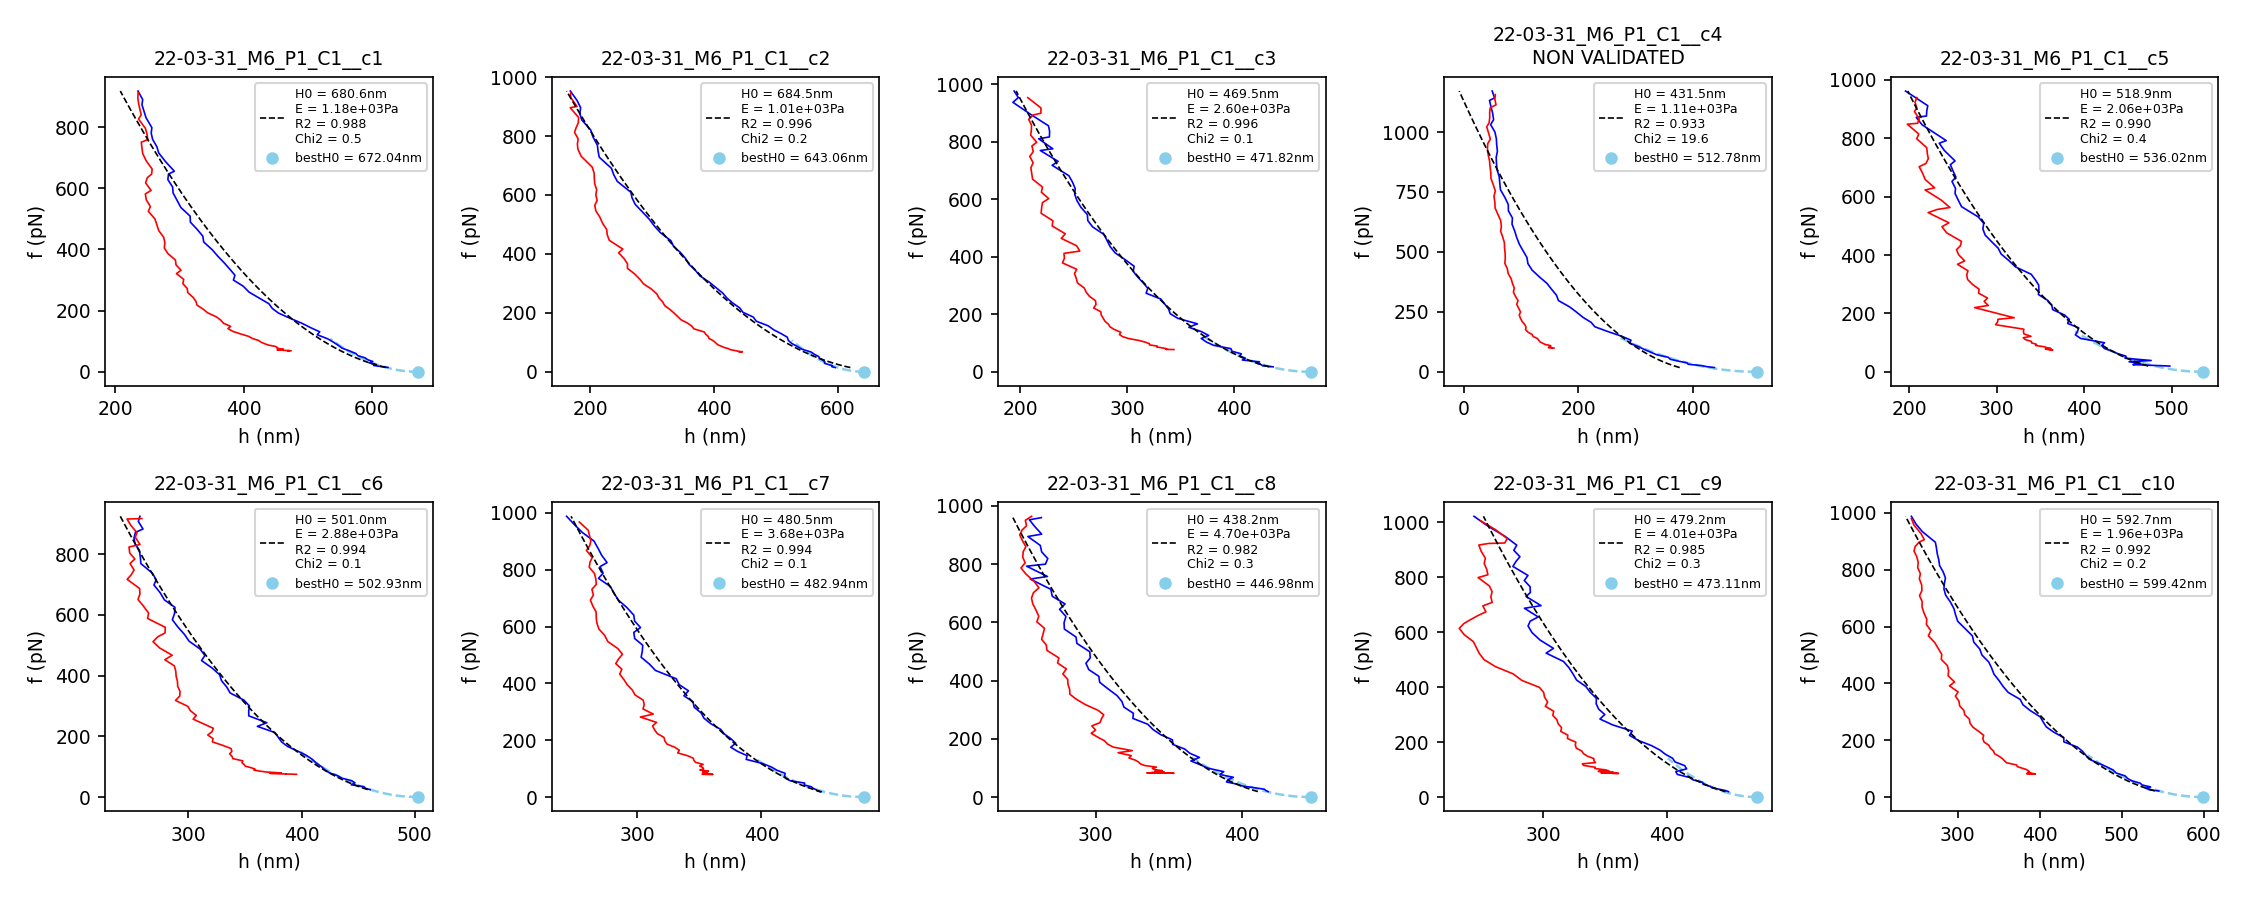 22-03-31_M6_P1_C1__c1
H0 = 680.6nm
E = 1.18e+03Pa
R2 = 0.988
Chi2 = 0.5
bestH0 = 672.04nm
f (pN)
800
600
400
200
0
200 400 600
h (nm)
22-03-31_M6_P1_C1__c2
H0 = 684.5nm
E = 1.01e+03Pa
R2 = 0.996
Chi2 = 0.2
bestH0 = 643.06nm
f (pN)
1000
800
600
400
200
0
200 400 600
h (nm)
22-03-31_M6_P1_C1__c3
H0 = 469.5nm
E = 2.60e+03Pa
R2 = 0.996
Chi2 = 0.1
bestH0 = 471.82nm
f (pN)
1000
800
600
400
200
0
200 300 400
h (nm)
22-03-31_M6_P1_C1__c4
NON VALIDATED
H0 = 431.5nm
E = 1.11e+03Pa
R2 = 0.933
Chi2 = 19.6
bestH0 = 512.78nm
f (pN)
1000
750
500
250
0
0 200 400
h (nm)
22-03-31_M6_P1_C1__c5
H0 = 518.9nm
E = 2.06e+03Pa
R2 = 0.990
Chi2 = 0.4
bestH0 = 536.02nm
f (pN)
1000
800
600
400
200
0
200 300 400 500
h (nm)
22-03-31_M6_P1_C1__c6
H0 = 501.0nm
E = 2.88e+03Pa
R2 = 0.994
Chi2 = 0.1
bestH0 = 502.93nm
f (pN)
800
600
400
200
0
300 400 500
h (nm)
22-03-31_M6_P1_C1__c7
H0 = 480.5nm
E = 3.68e+03Pa
R2 = 0.994
Chi2 = 0.1
bestH0 = 482.94nm
f (pN)
1000
800
600
400
200
0
300 400
h (nm)
22-03-31_M6_P1_C1__c8
H0 = 438.2nm
E = 4.70e+03Pa
R2 = 0.982
Chi2 = 0.3
bestH0 = 446.98nm
f (pN)
1000
800
600
400
200
0
300 400
h (nm)
22-03-31_M6_P1_C1__c9
H0 = 479.2nm
E = 4.01e+03Pa
R2 = 0.985
Chi2 = 0.3
bestH0 = 473.11nm
f (pN)
1000
800
600
400
200
0
300 400
h (nm)
22-03-31_M6_P1_C1__c10
H0 = 592.7nm
E = 1.96e+03Pa
R2 = 0.992
Chi2 = 0.2
bestH0 = 599.42nm
f (pN)
1000
800
600
400
200
0
300 400 500 600
h (nm)